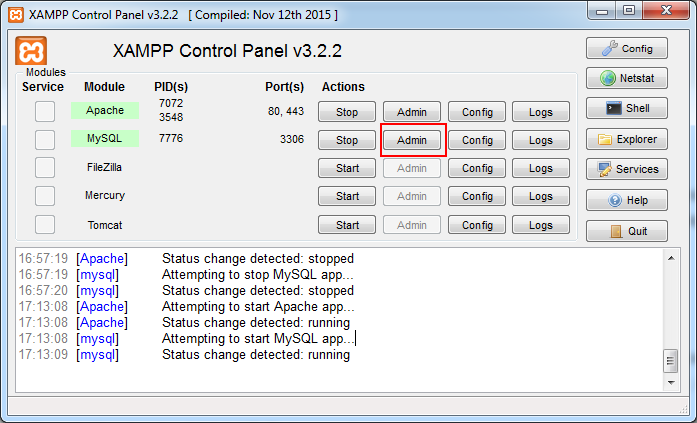 XAMPP Control Panel v3.2.2 [ Compiled: Nov 12th 2015 ]
XAMPP Control Panel v3.2.2
Config
Modules
Service Module PID(s) Port(s) Actions
Netstat
Apache 7072 3548 80, 443 Stop Admin Config Logs
Shell
MySQL 7776 3306 Stop Admin Config Logs
Explorer
FileZilla Start Admin Config Logs
Services
Mercury Start Admin Config Logs
Help
Tomcat Start Admin Config Logs
Quit
16:57:19 [Apache] Status change detected: stopped
16:57:19 [mysql] Attempting to stop MySQL app...
16:57:20 [mysql] Status change detected: stopped
17:13:08 [Apache] Attempting to start Apache app...
17:13:08 [Apache] Status change detected: running
17:13:08 [mysql] Attempting to start MySQL app...
17:13:09 [mysql] Status change detected: running